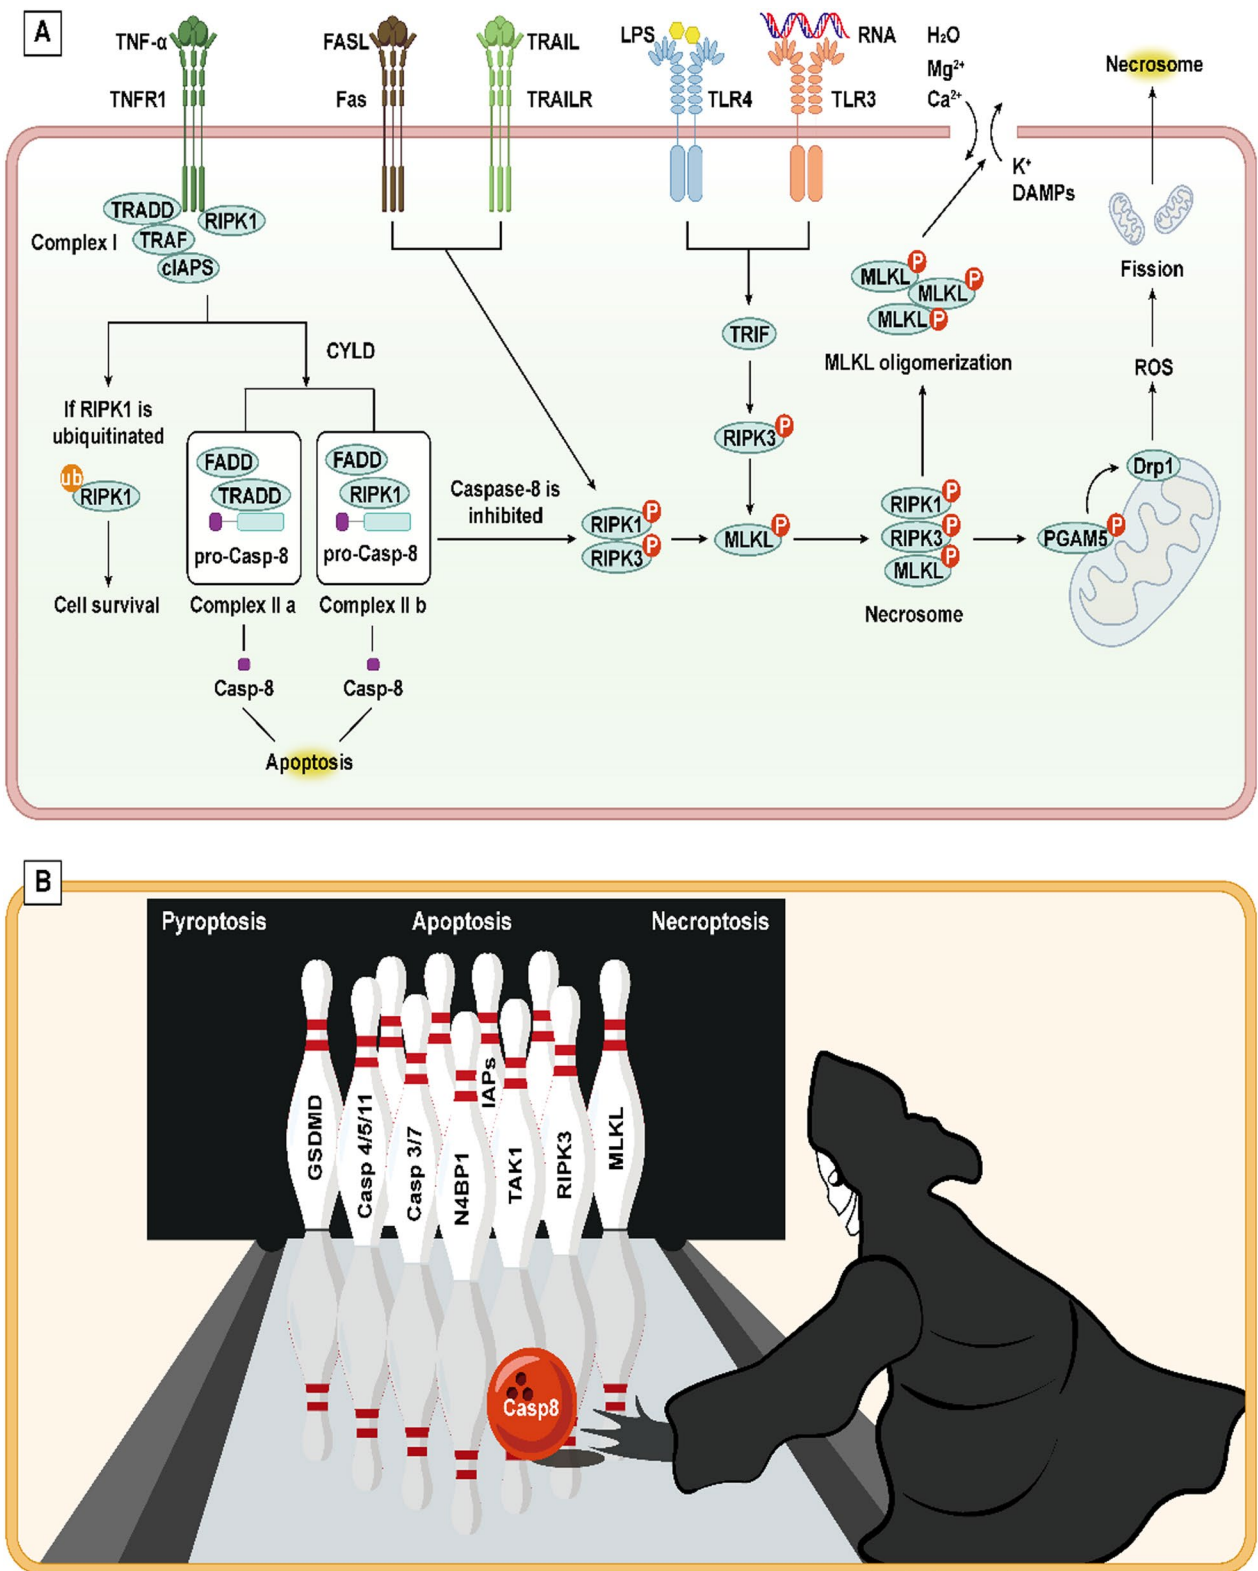 A
TNF-α
TNFR1
FASL
Fas
TRAIL
TRAILR
LPS
TLR4
RNA
TLR3
H₂O
Mg²⁺
Ca²⁺
K⁺
DAMPs
Necrosome
TRADD
RIPK1
Complex I
TRAF
cIAPS
CYLD
If RIPK1 is
ubiquitinated
ub
RIPK1
Cell survival
FADD
TRADD
pro-Casp-8
Complex II a
Casp-8
FADD
RIPK1
pro-Casp-8
Complex II b
Casp-8
Apoptosis
Caspase-8 is
inhibited
RIPK1 P
RIPK3 P
TRIF
RIPK3 P
MLKL P
MLKL P
MLKL P
MLKL P
MLKL oligomerization
RIPK1 P
RIPK3 P
MLKL P
Necrosome
PGAM5 P
Drp1
ROS
Fission
B
Pyroptosis
Apoptosis
Necroptosis
GSDMD
Casp 4/5/11
Casp 3/7
N4BP1
IAPs
TAK1
RIPK3
MLKL
Casp8